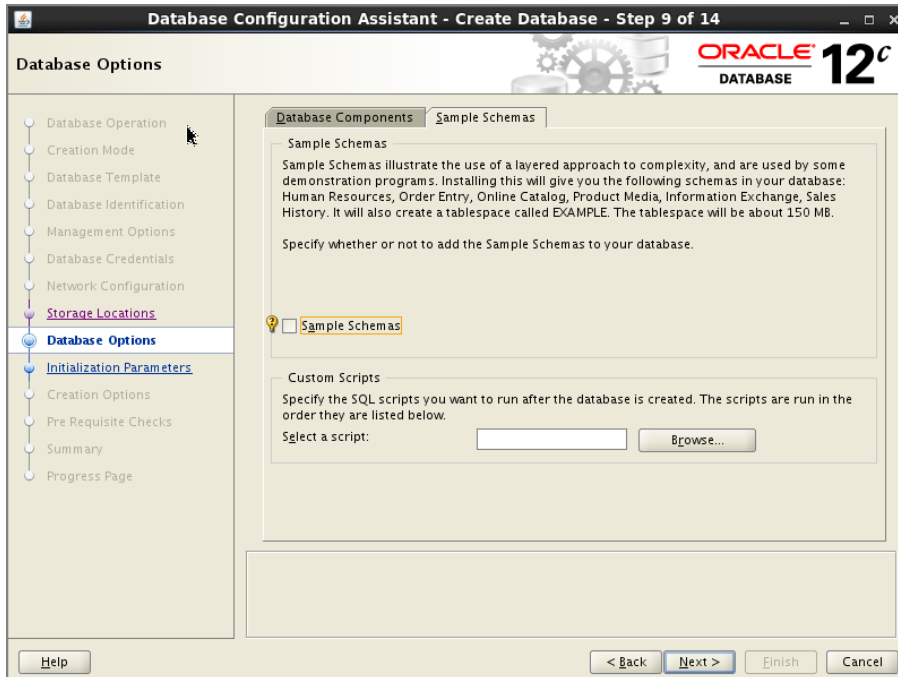 Database Configuration Assistant - Create Database - Step 9 of 14
Database Options
ORACLE
DATABASE
12c
Database Operation
Creation Mode
Database Template
Database Identification
Management Options
Database Credentials
Network Configuration
Storage Locations
Database Options
Initialization Parameters
Creation Options
Pre Requisite Checks
Summary
Progress Page
Database Components
Sample Schemas
Sample Schemas
Sample Schemas illustrate the use of a layered approach to complexity, and are used by some
demonstration programs. Installing this will give you the following schemas in your database:
Human Resources, Order Entry, Online Catalog, Product Media, Information Exchange, Sales
History. It will also create a tablespace called EXAMPLE. The tablespace will be about 150 MB.
Specify whether or not to add the Sample Schemas to your database.
Sample Schemas
Custom Scripts
Specify the SQL scripts you want to run after the database is created. The scripts are run in the
order they are listed below.
Select a script:
Browse...
Help
< Back
Next >
Finish
Cancel